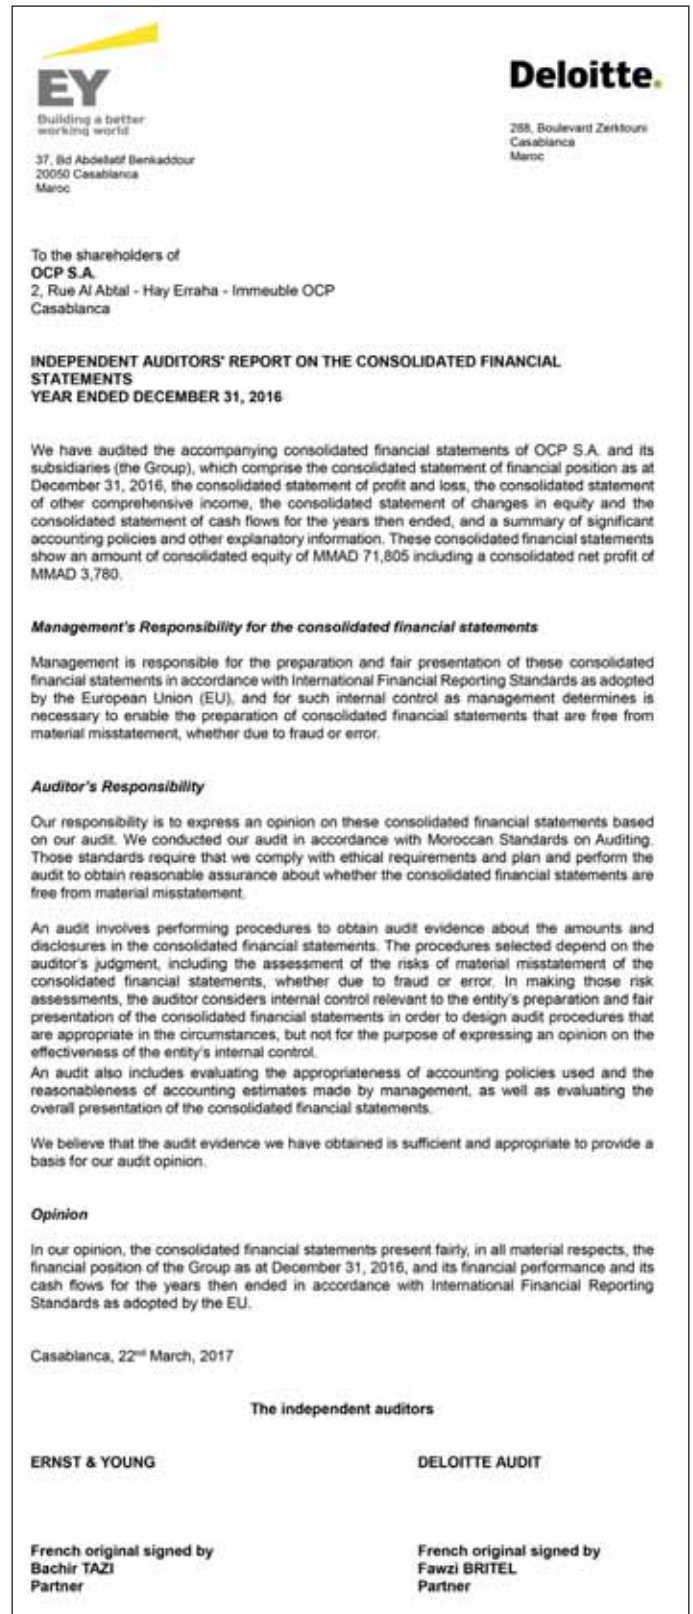 EY
Building a better
working world
37, Bd Abdellatif Benkaddour
20050 Casablanca
Maroc
Deloitte.
288, Boulevard Zerktouni
Casablanca
Maroc
To the shareholders of
OCP S.A.
2, Rue Al Abtal - Hay Erraha - Immeuble OCP
Casablanca
INDEPENDENT AUDITORS' REPORT ON THE CONSOLIDATED FINANCIAL
STATEMENTS
YEAR ENDED DECEMBER 31, 2016
We have audited the accompanying consolidated financial statements of OCP S.A. and its
subsidiaries (the Group), which comprise the consolidated statement of financial position as at
December 31, 2016, the consolidated statement of profit and loss, the consolidated statement
of other comprehensive income, the consolidated statement of changes in equity and the
consolidated statement of cash flows for the years then ended, and a summary of significant
accounting policies and other explanatory information. These consolidated financial statements
show an amount of consolidated equity of MMAD 71,805 including a consolidated net profit of
MMAD 3,780.
Management's Responsibility for the consolidated financial statements
Management is responsible for the preparation and fair presentation of these consolidated
financial statements in accordance with International Financial Reporting Standards as adopted
by the European Union (EU), and for such internal control as management determines is
necessary to enable the preparation of consolidated financial statements that are free from
material misstatement, whether due to fraud or error.
Auditor's Responsibility
Our responsibility is to express an opinion on these consolidated financial statements based
on our audit. We conducted our audit in accordance with Moroccan Standards on Auditing.
Those standards require that we comply with ethical requirements and plan and perform the
audit to obtain reasonable assurance about whether the consolidated financial statements are
free from material misstatement.
An audit involves performing procedures to obtain audit evidence about the amounts and
disclosures in the consolidated financial statements. The procedures selected depend on the
auditor's judgment, including the assessment of the risks of material misstatement of the
consolidated financial statements, whether due to fraud or error. In making those risk
assessments, the auditor considers internal control relevant to the entity's preparation and fair
presentation of the consolidated financial statements in order to design audit procedures that
are appropriate in the circumstances, but not for the purpose of expressing an opinion on the
effectiveness of the entity's internal control.
An audit also includes evaluating the appropriateness of accounting policies used and the
reasonableness of accounting estimates made by management, as well as evaluating the
overall presentation of the consolidated financial statements.
We believe that the audit evidence we have obtained is sufficient and appropriate to provide a
basis for our audit opinion.
Opinion
In our opinion, the consolidated financial statements present fairly, in all material respects, the
financial position of the Group as at December 31, 2016, and its financial performance and its
cash flows for the years then ended in accordance with International Financial Reporting
Standards as adopted by the EU.
Casablanca, 22nd March, 2017
The independent auditors
ERNST & YOUNG
DELOITTE AUDIT
French original signed by
Bachir TAZI
Partner
French original signed by
Fawzi BRITEL
Partner